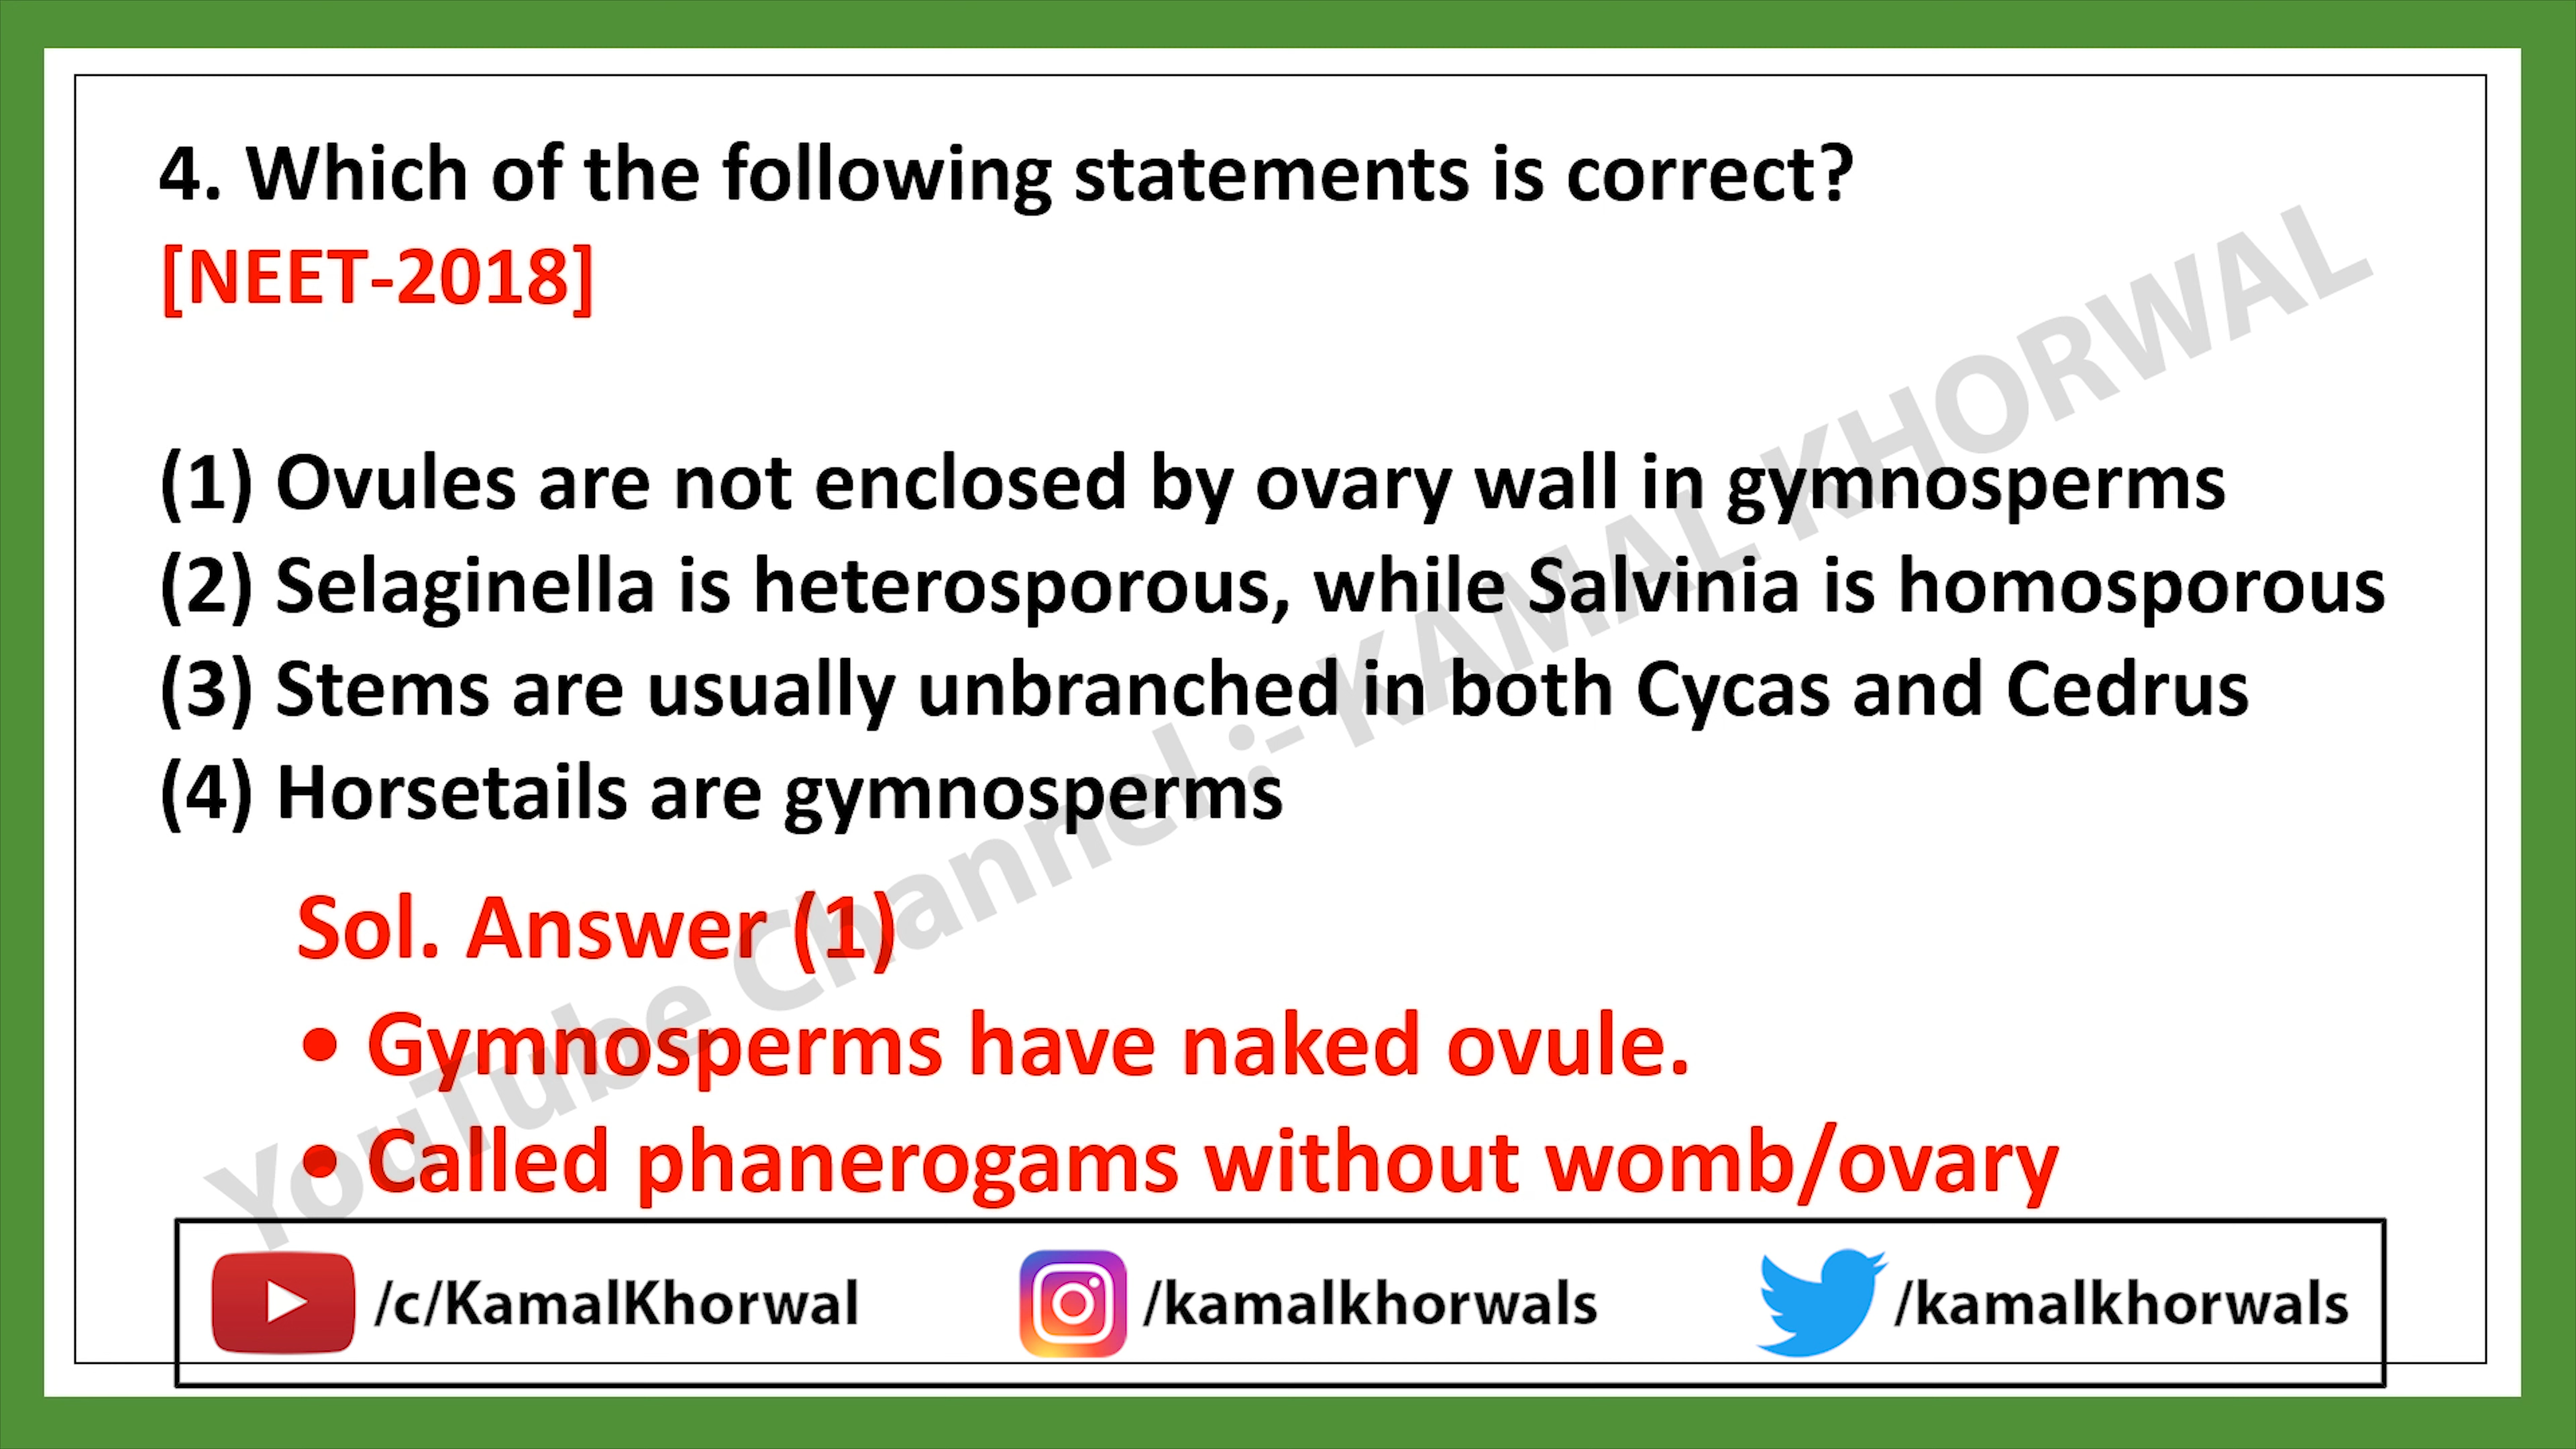 4. Which of the following statements is correct?
[NEET-2018]
(1) Ovules are not enclosed by ovary wall in gymnosperms
(2) Selaginella is heterosporous, while Salvinia is homosporous
(3) Stems are usually unbranched in both Cycas and Cedrus
(4) Horsetails are gymnosperms
Sol. Answer (1)
• Gymnosperms have naked ovule.
• Called phanerogams without womb/ovary
YouTube Channel :- KAMAL KHORWAL
/c/KamalKhorwal
/kamalkhorwals
/kamalkhorwals